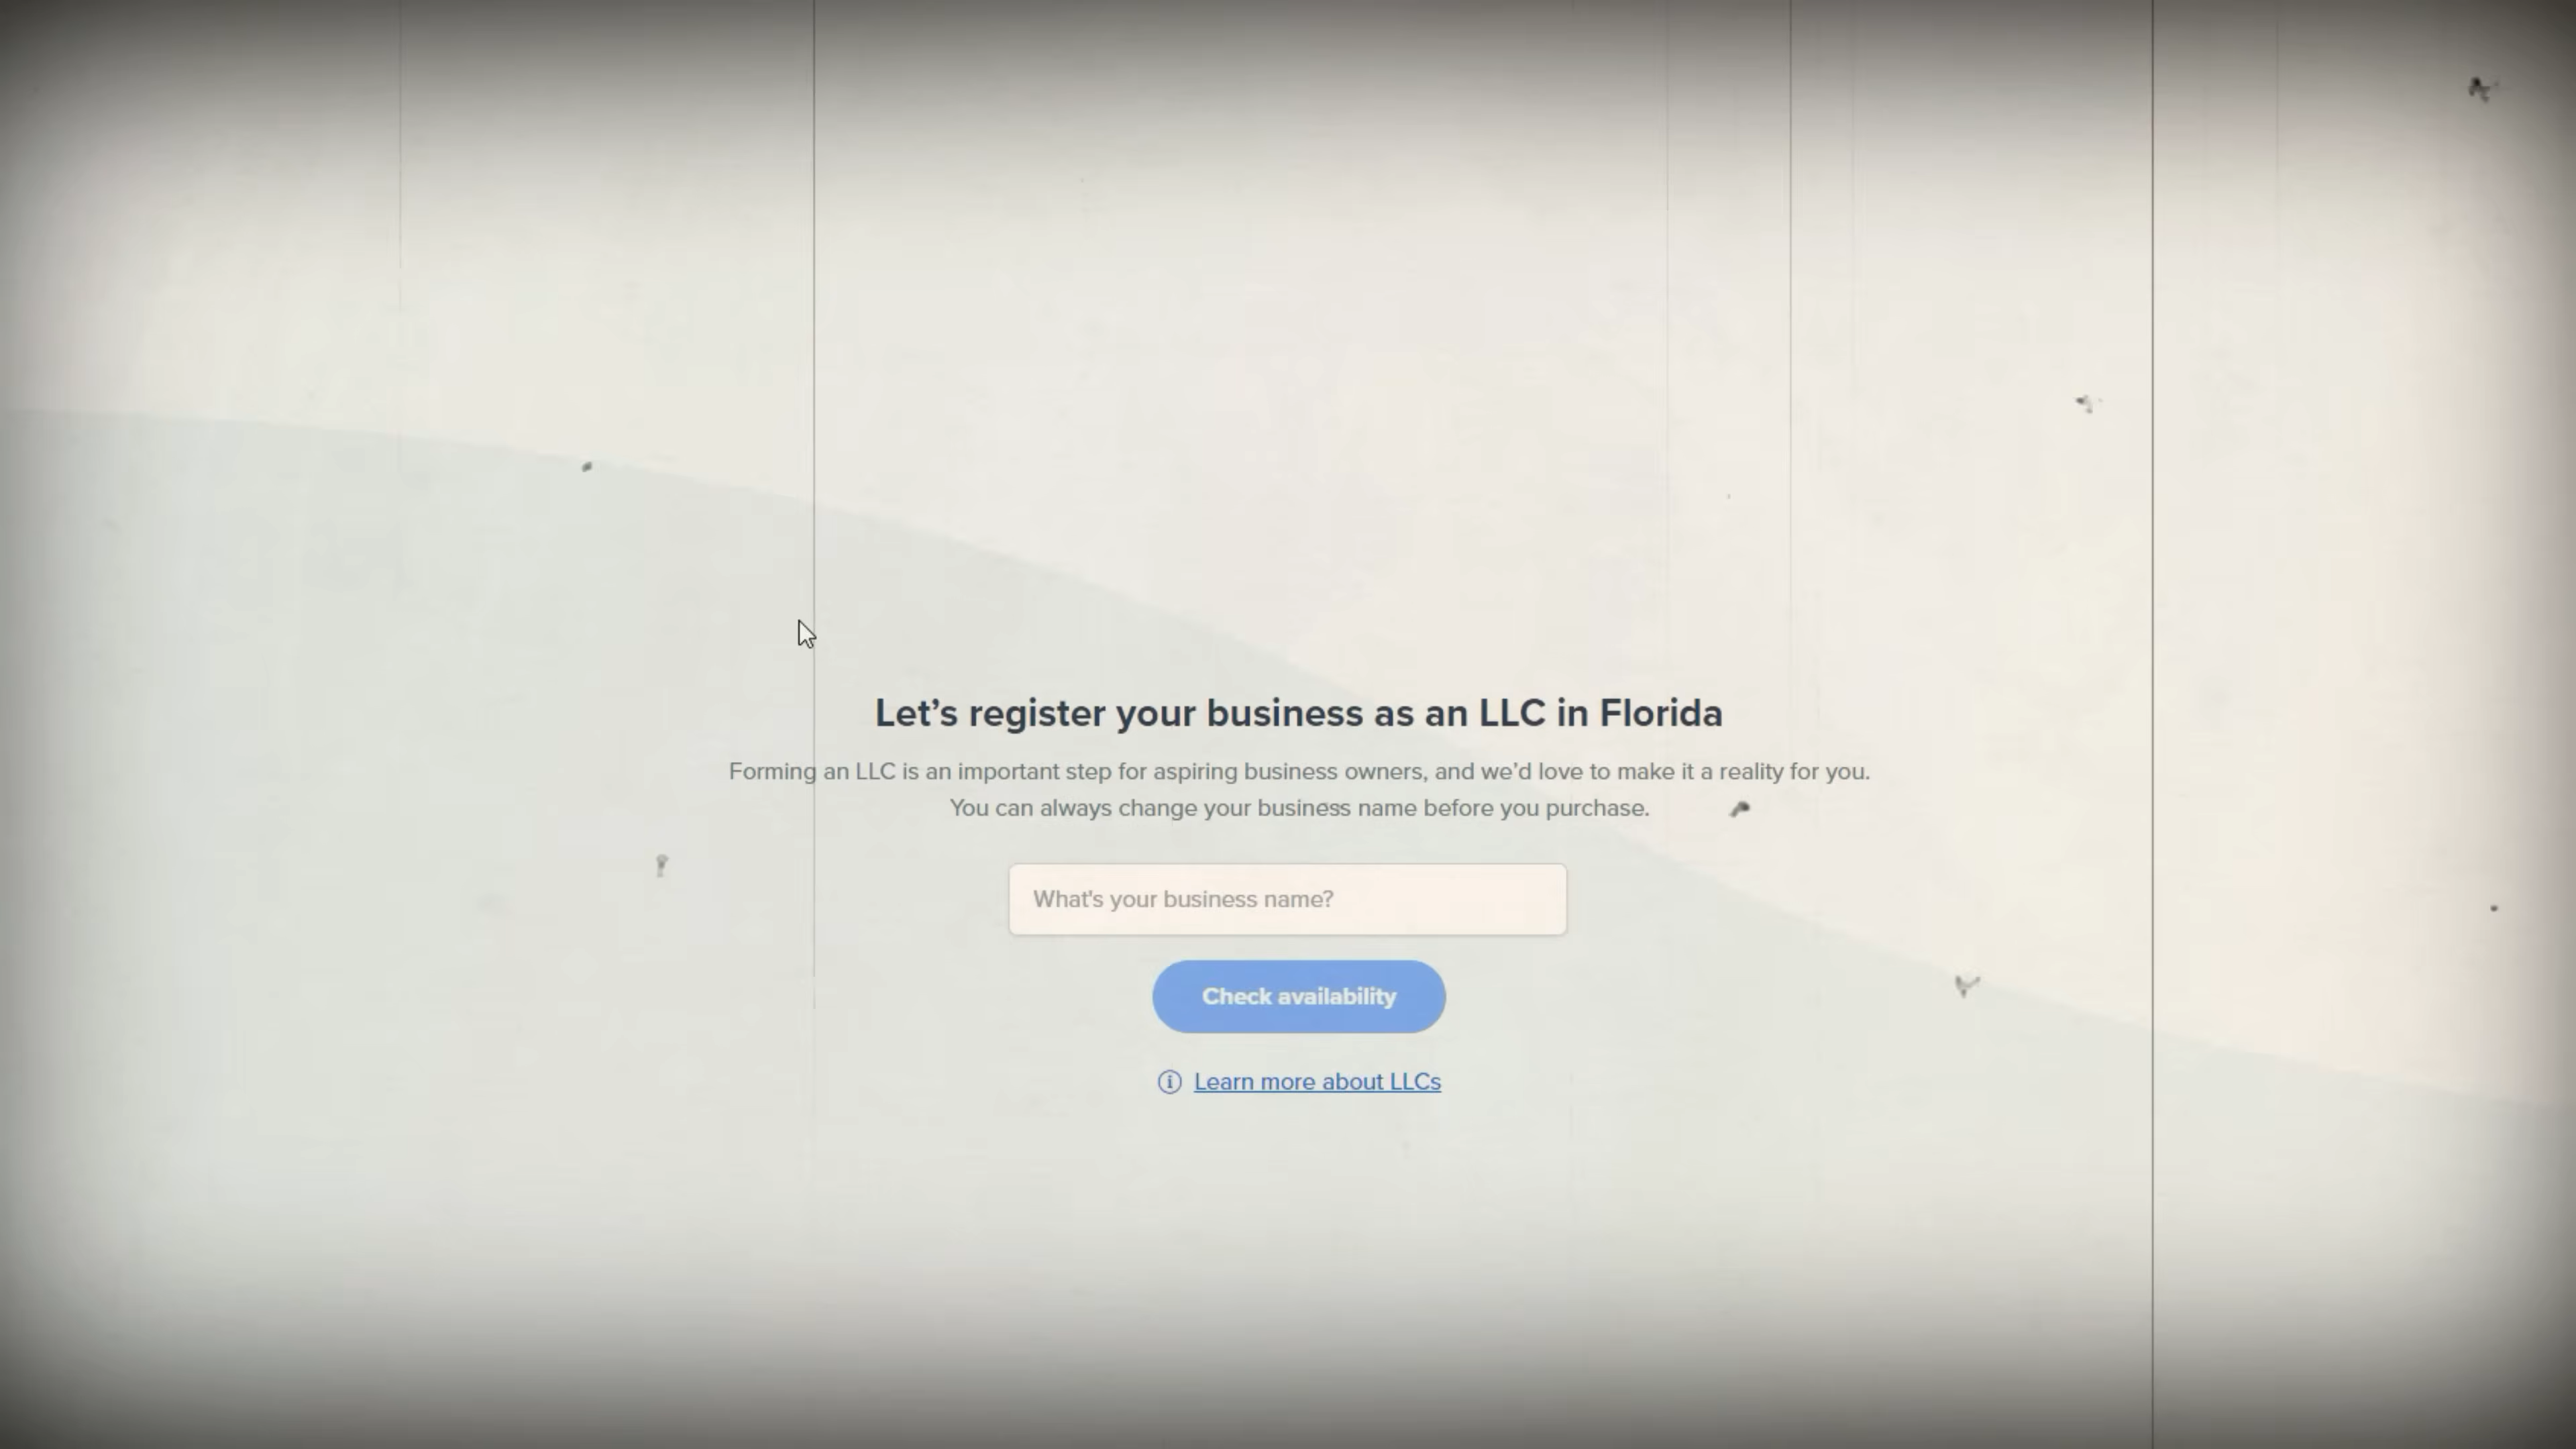 Let’s register your business as an LLC in Florida
Forming an LLC is an important step for aspiring business owners, and we’d love to make it a reality for you.
You can always change your business name before you purchase.
What's your business name?
Check availability
Learn more about LLCs